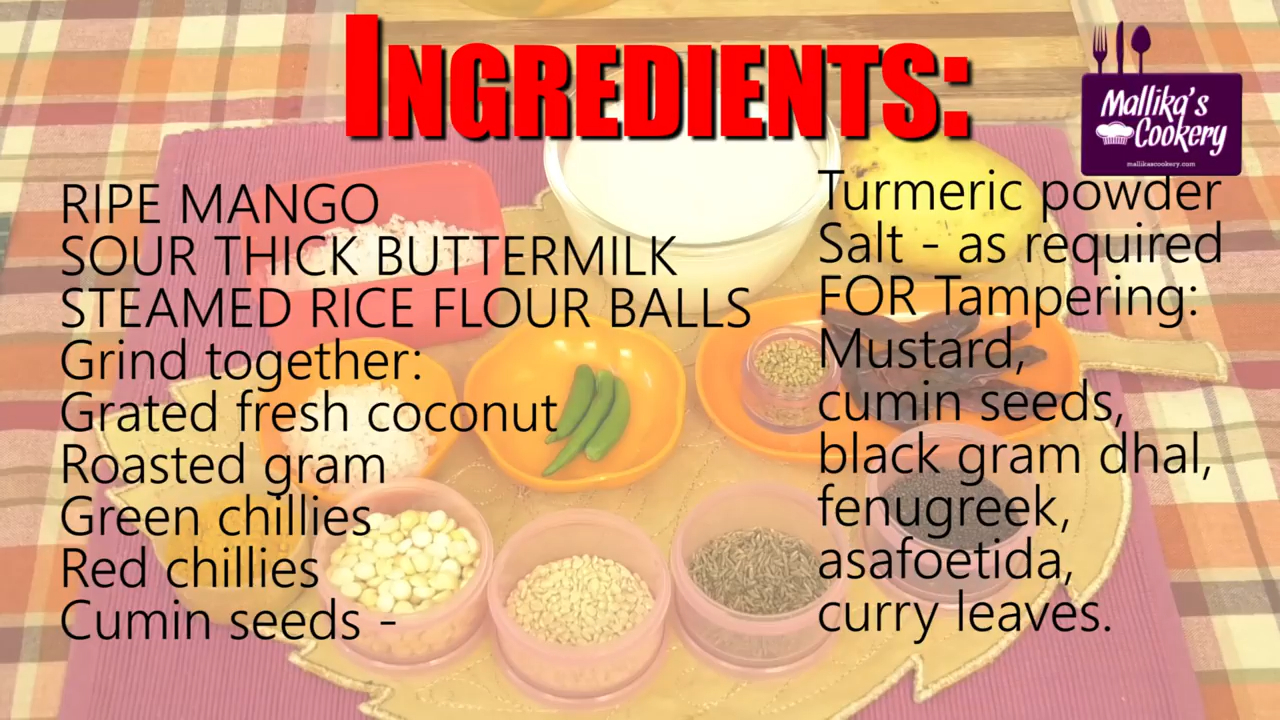 INGREDIENTS:
Mallika's
Cookery
mallikascookery.com
RIPE MANGO
SOUR THICK BUTTERMILK
STEAMED RICE FLOUR BALLS
Grind together:
Grated fresh coconut
Roasted gram
Green chillies
Red chillies
Cumin seeds -
Turmeric powder
Salt - as required
FOR Tampering:
Mustard,
cumin seeds,
black gram dhal,
fenugreek,
asafoetida,
curry leaves.